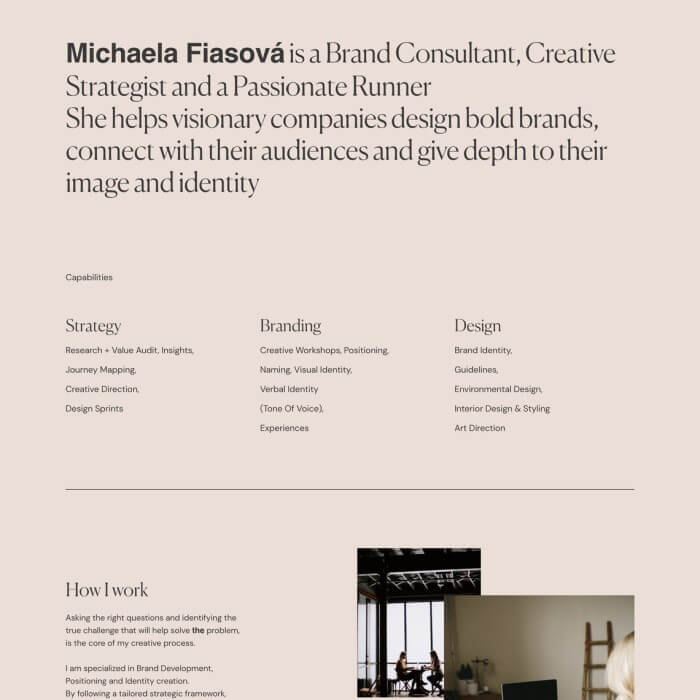 Michaela Fiasová is a Brand Consultant, Creative
Strategist and a Passionate Runner
She helps visionary companies design bold brands,
connect with their audiences and give depth to their
image and identity
Capabilities
Strategy
Research + Value Audit, Insights,
Journey Mapping,
Creative Direction,
Design Sprints
Branding
Creative Workshops, Positioning,
Naming, Visual Identity,
Verbal Identity
(Tone Of Voice),
Experiences
Design
Brand Identity,
Guidelines,
Environmental Design,
Interior Design & Styling
Art Direction
How I work
Asking the right questions and identifying the
true challenge that will help solve the problem,
is the core of my creative process.
I am specialized in Brand Development,
Positioning and Identity creation.
By following a tailored strategic framework,